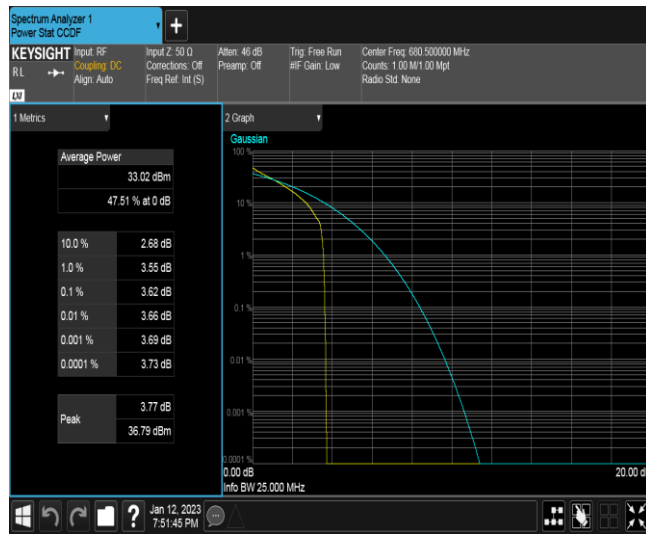 Spectrum Analyzer 1
Power Stat CCDF
+
KEYSIGHT
RL
LXI
Input: RF
Coupling: DC
Align: Auto
Input Z: 50 Ω
Corrections: Off
Freq Ref: Int (S)
Atten: 46 dB
Preamp: Off
Trig: Free Run
#IF Gain: Low
Center Freq: 680.500000 MHz
Counts: 1.00 M/1.00 Mpt
Radio Std: None
1 Metrics
Average Power
33.02 dBm
47.51 % at 0 dB
10.0 % 2.68 dB
1.0 % 3.55 dB
0.1 % 3.62 dB
0.01 % 3.66 dB
0.001 % 3.69 dB
0.0001 % 3.73 dB
Peak
3.77 dB
36.79 dBm
2 Graph
Gaussian
100 %
10 %
1 %
0.1 %
0.01 %
0.001 %
0.0001 %
0.00 dB
20.00 d
Info BW 25.000 MHz
?
Jan 12, 2023
7:51:45 PM